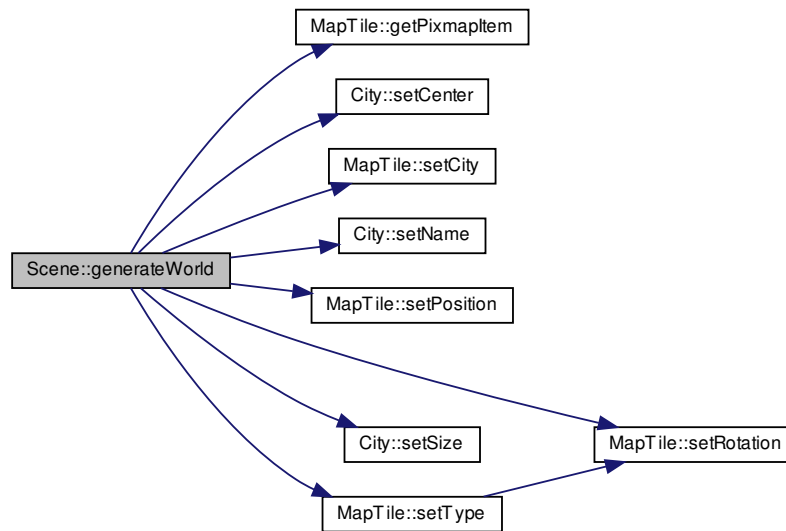 MapTile::getPixmapItem
City::setCenter
MapTile::setCity
City::setName
Scene::generateWorld
MapTile::setPosition
City::setSize
MapTile::setRotation
MapTile::setType